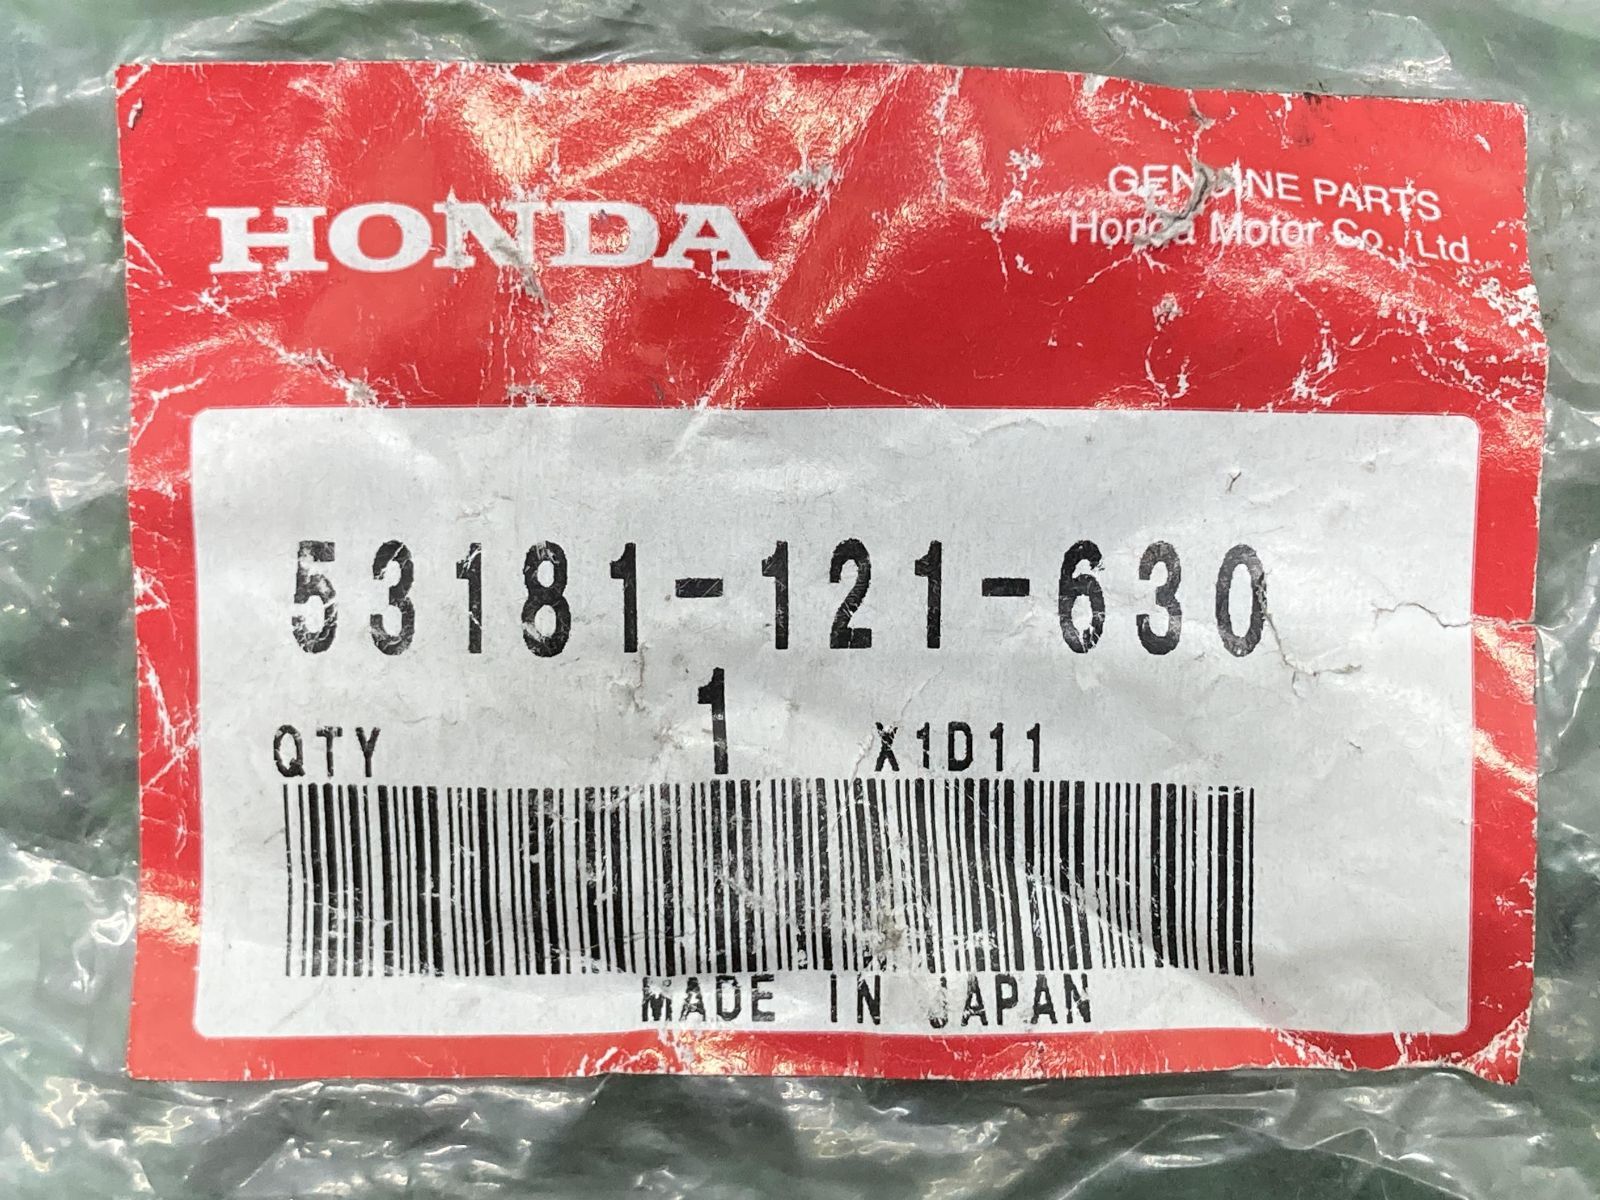 HONDA
GENUINE PARTS
Honda Motor Co., Ltd.
53181-121-630
QTY 1 X1D11
MADE IN JAPAN